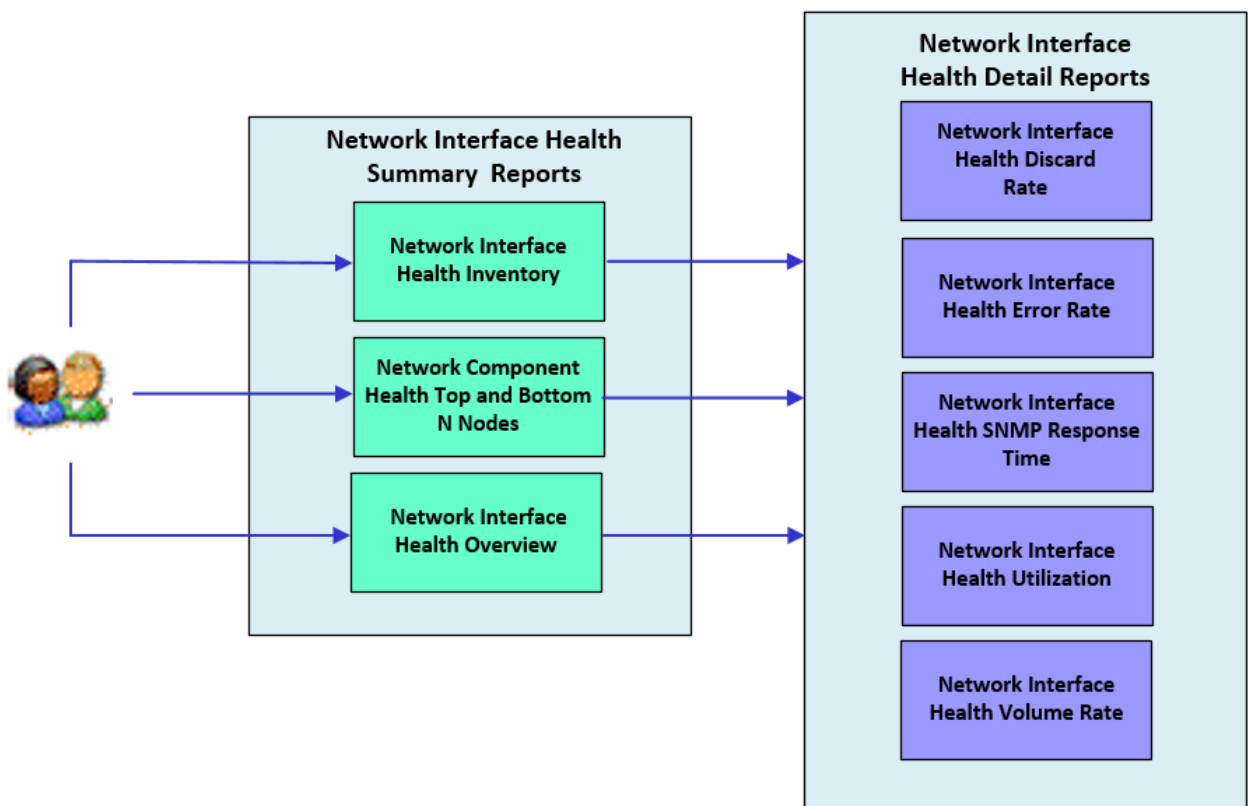 Network Interface Health
Summary Reports
Network Interface
Health Inventory
Network Component
Health Top and Bottom
N Nodes
Network Interface
Health Overview
Network Interface
Health Detail Reports
Network Interface
Health Discard
Rate
Network Interface
Health Error Rate
Network Interface
Health SNMP Response
Time
Network Interface
Health Utilization
Network Interface
Health Volume Rate